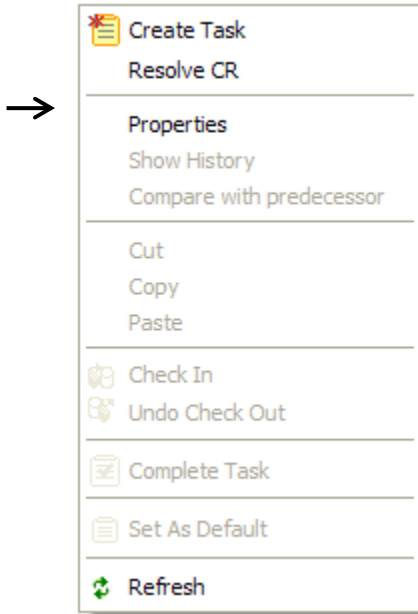 Create Task
Resolve CR
Properties
Show History
Compare with predecessor
Cut
Copy
Paste
Check In
Undo Check Out
Complete Task
Set As Default
Refresh